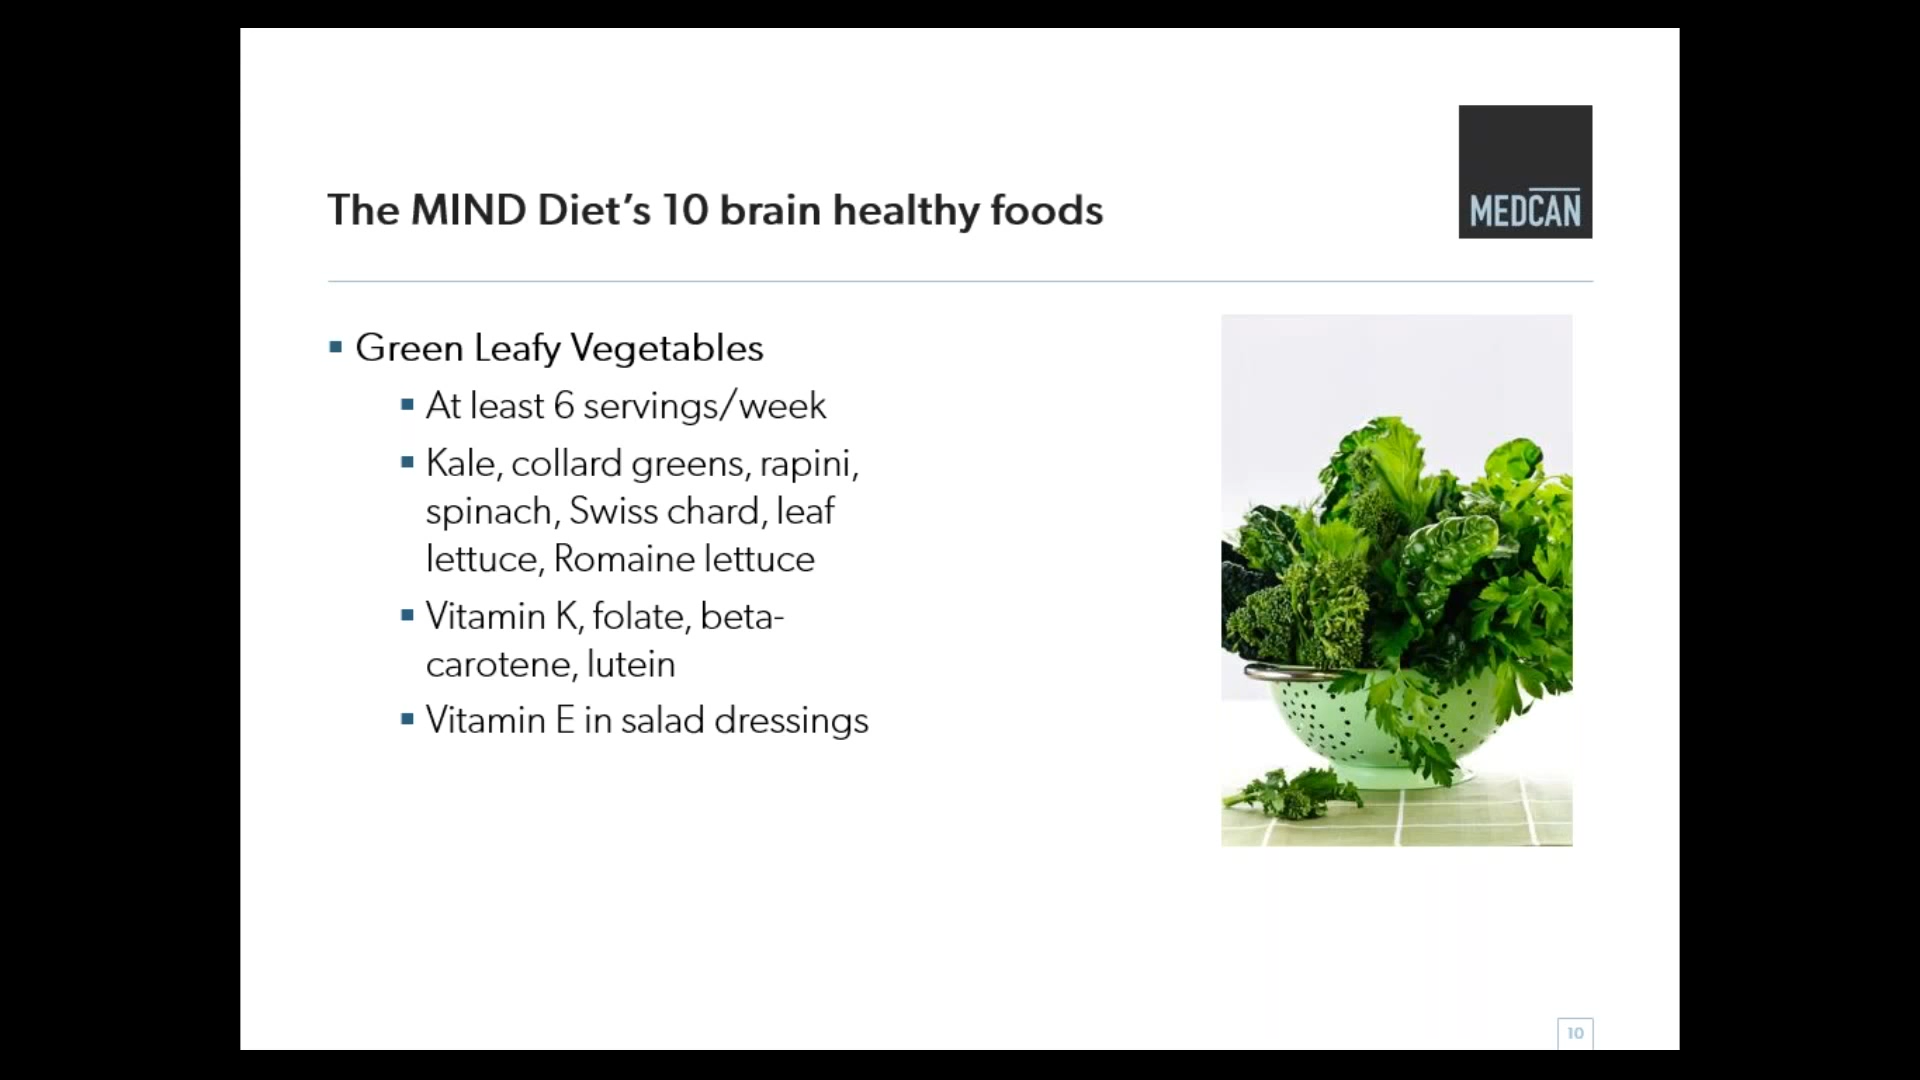 The MIND Diet’s 10 brain healthy foods
MEDCAN
Green Leafy Vegetables
At least 6 servings/week
Kale, collard greens, rapini,
spinach, Swiss chard, leaf
lettuce, Romaine lettuce
Vitamin K, folate, beta-
carotene, lutein
Vitamin E in salad dressings
10